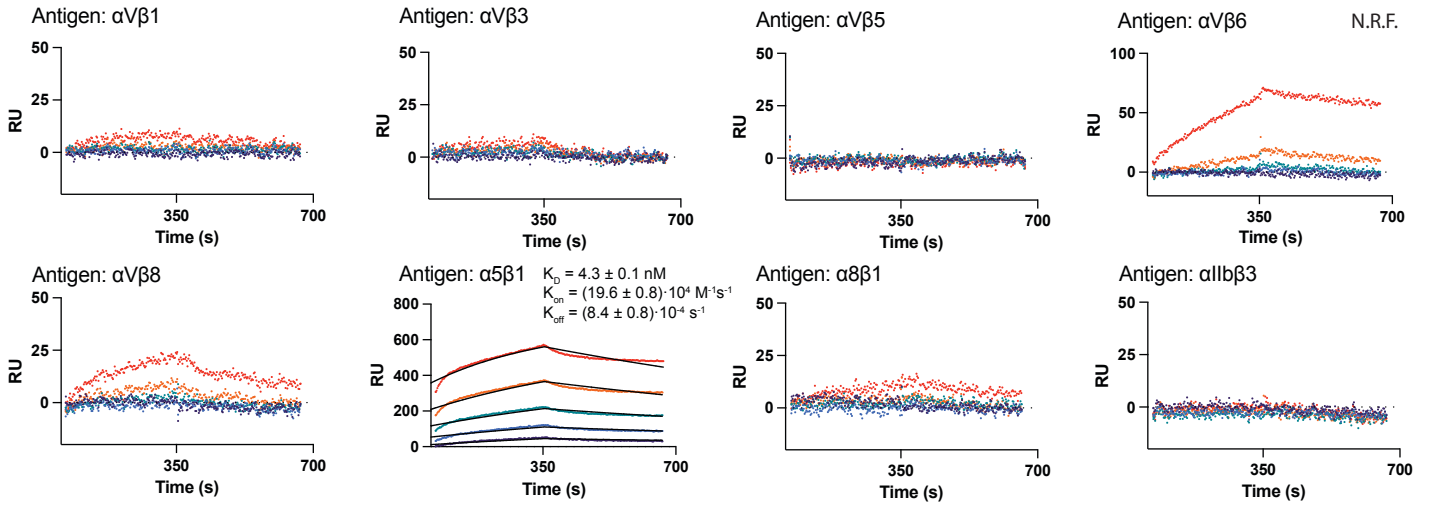 Antigen: αVβ1
50
25
0
RU
350
700
Time (s)
Antigen: αVβ3
50
25
0
RU
350
700
Time (s)
Antigen: αVβ5
50
25
0
RU
350
700
Time (s)
Antigen: αVβ6
N.R.F.
100
50
0
RU
350
700
Time (s)
Antigen: αVβ8
50
25
0
RU
350
700
Time (s)
Antigen: α5β1
K_D = 4.3 ± 0.1 nM
K_on = (19.6 ± 0.8)·10⁴ M⁻¹s⁻¹
K_off = (8.4 ± 0.8)·10⁻⁴ s⁻¹
800
600
400
200
0
RU
350
700
Time (s)
Antigen: α8β1
50
25
0
RU
350
700
Time (s)
Antigen: αIIbβ3
50
25
0
RU
350
700
Time (s)